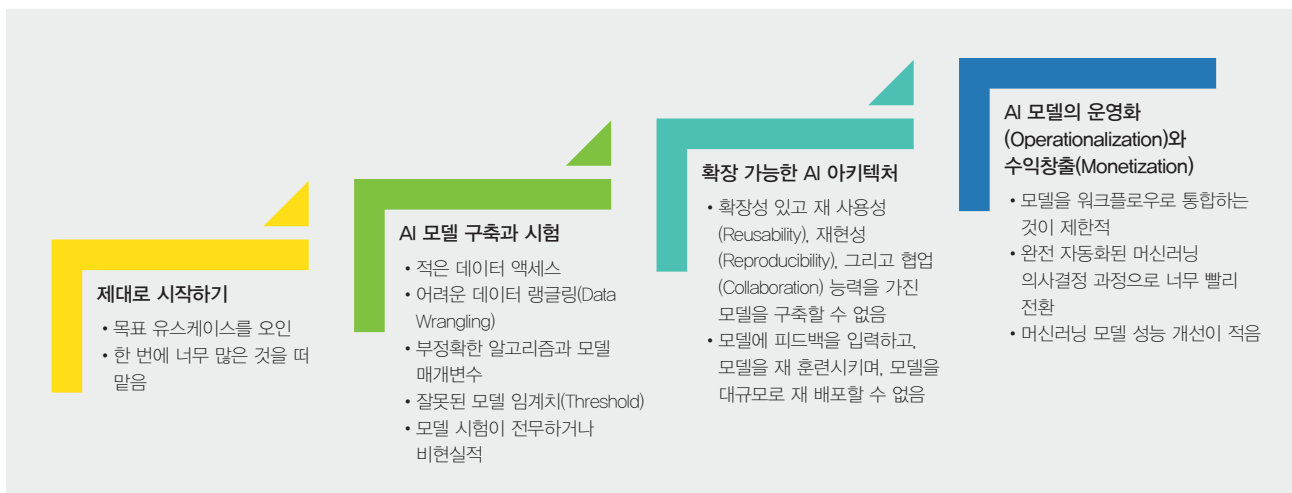 제대로 시작하기
• 목표 유스케이스를 오인
• 한 번에 너무 많은 것을 떠
맡음
AI 모델 구축과 시험
• 적은 데이터 액세스
• 어려운 데이터 랭글링(Data
Wrangling)
• 부정확한 알고리즘과 모델
매개변수
• 잘못된 모델 임계치(Threshold)
• 모델 시험이 전무하거나
비현실적
확장 가능한 AI 아키텍처
• 확장성 있고 재 사용성
(Reusability), 재현성
(Reproducibility), 그리고 협업
(Collaboration) 능력을 가진
모델을 구축할 수 없음
• 모델에 피드백을 입력하고,
모델을 재 훈련시키며, 모델을
대규모로 재 배포할 수 없음
AI 모델의 운영화
(Operationalization)와
수익창출(Monetization)
• 모델을 워크플로우로 통합하는
것이 제한적
• 완전 자동화된 머신러닝
의사결정 과정으로 너무 빨리
전환
• 머신러닝 모델 성능 개선이 적음